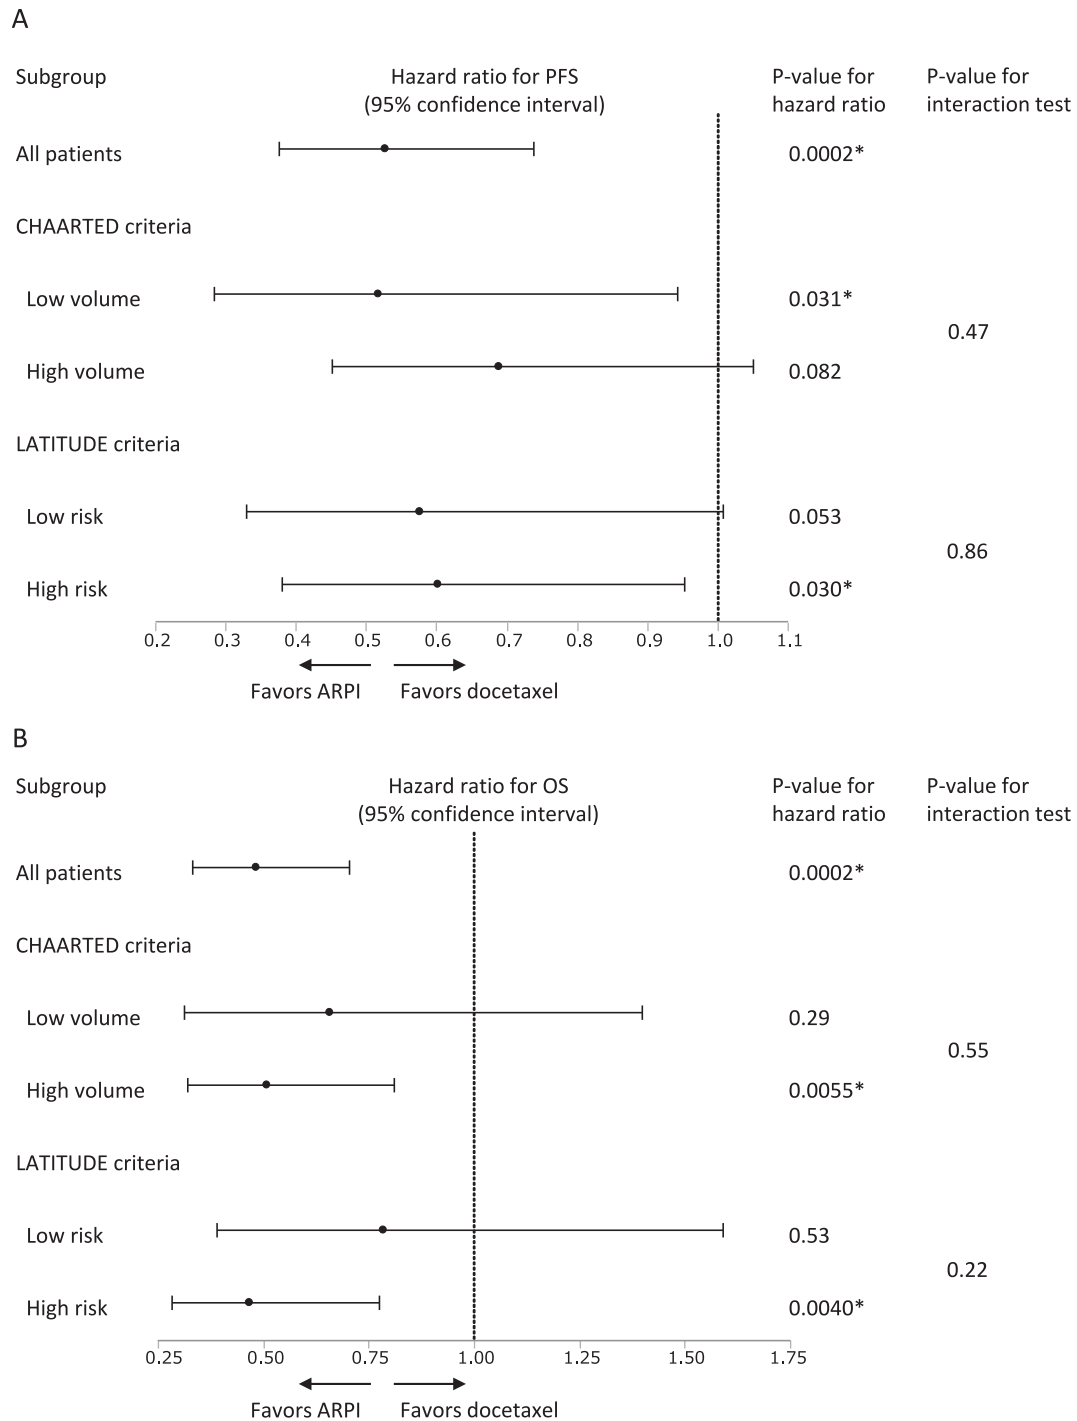 A
Subgroup
Hazard ratio for PFS
(95% confidence interval)
P-value for
hazard ratio
P-value for
interaction test
All patients
0.0002*
CHAARTED criteria
Low volume
0.031*
0.47
High volume
0.082
LATITUDE criteria
Low risk
0.053
0.86
High risk
0.030*
0.2 0.3 0.4 0.5 0.6 0.7 0.8 0.9 1.0 1.1
Favors ARPI Favors docetaxel
B
Subgroup
Hazard ratio for OS
(95% confidence interval)
P-value for
hazard ratio
P-value for
interaction test
All patients
0.0002*
CHAARTED criteria
Low volume
0.29
0.55
High volume
0.0055*
LATITUDE criteria
Low risk
0.53
0.22
High risk
0.0040*
0.25 0.50 0.75 1.00 1.25 1.50 1.75
Favors ARPI Favors docetaxel